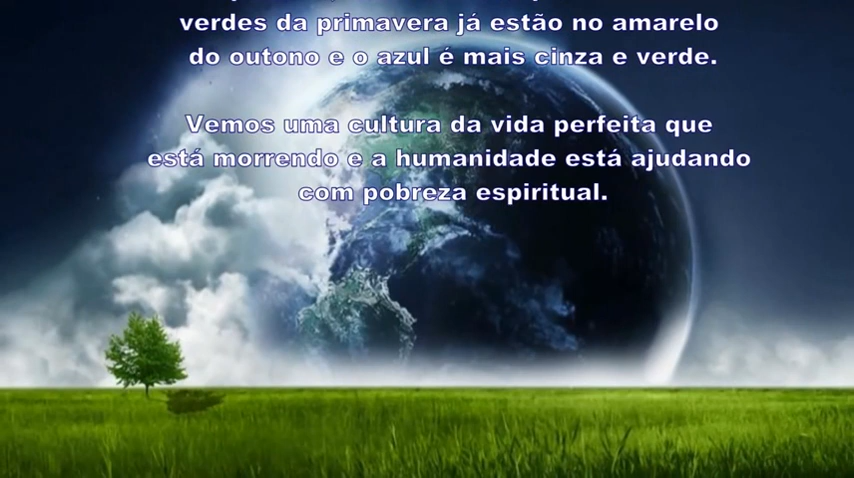 verdes da primavera já estão no amarelo
do outono e o azul é mais cinza e verde.
Vemos uma cultura da vida perfeita que
está morrendo e a humanidade está ajudando
com pobreza espiritual.